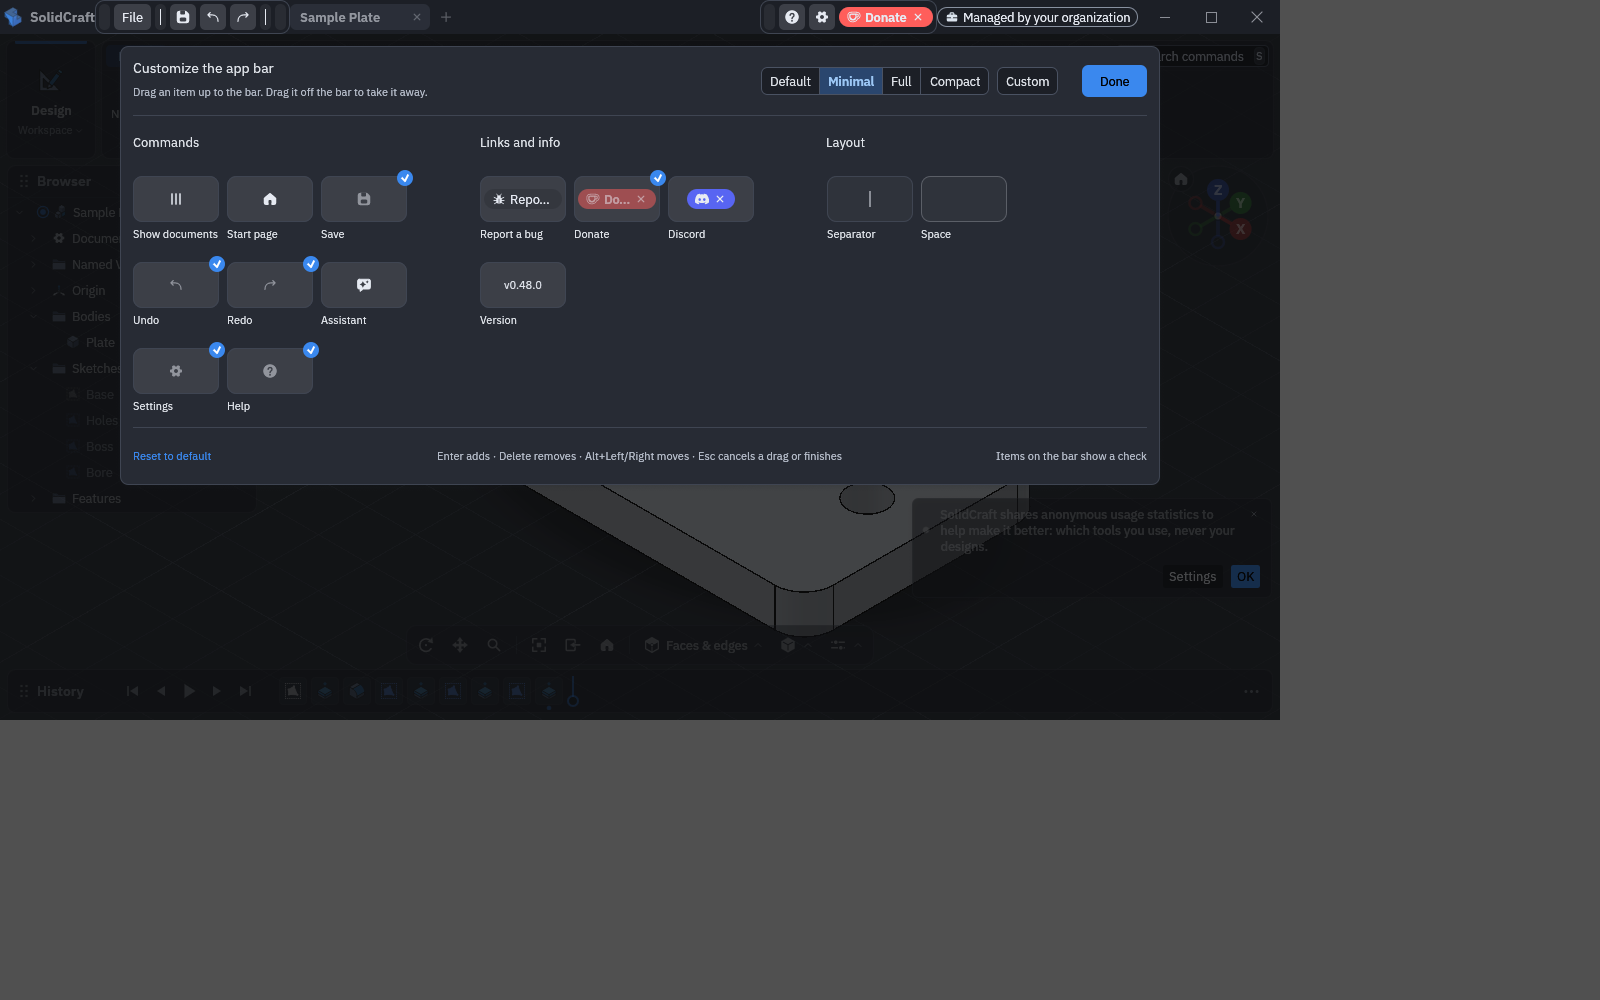 SolidCraft File Sample Plate Donate Managed by your organization
Customize the app bar
Drag an item up to the bar. Drag it off the bar to take it away.
Default Minimal Full Compact Custom Done
rch commands S
Design
Workspace
Commands Links and info Layout
Repo... Do...
Show documents Start page Save Report a bug Donate Discord Separator Space
v0.48.0
Undo Redo Assistant Version
Settings Help
Reset to default Enter adds · Delete removes · Alt+Left/Right moves · Esc cancels a drag or finishes Items on the bar show a check
Browser
Sample
Docume
Named V
Origin
Bodies
Plate
Sketches
Base
Holes
Boss
Bore
Features
Z
Y
X
SolidCraft shares anonymous usage statistics to
help make it better: which tools you use, never your
designs.
Settings OK
Faces & edges
History